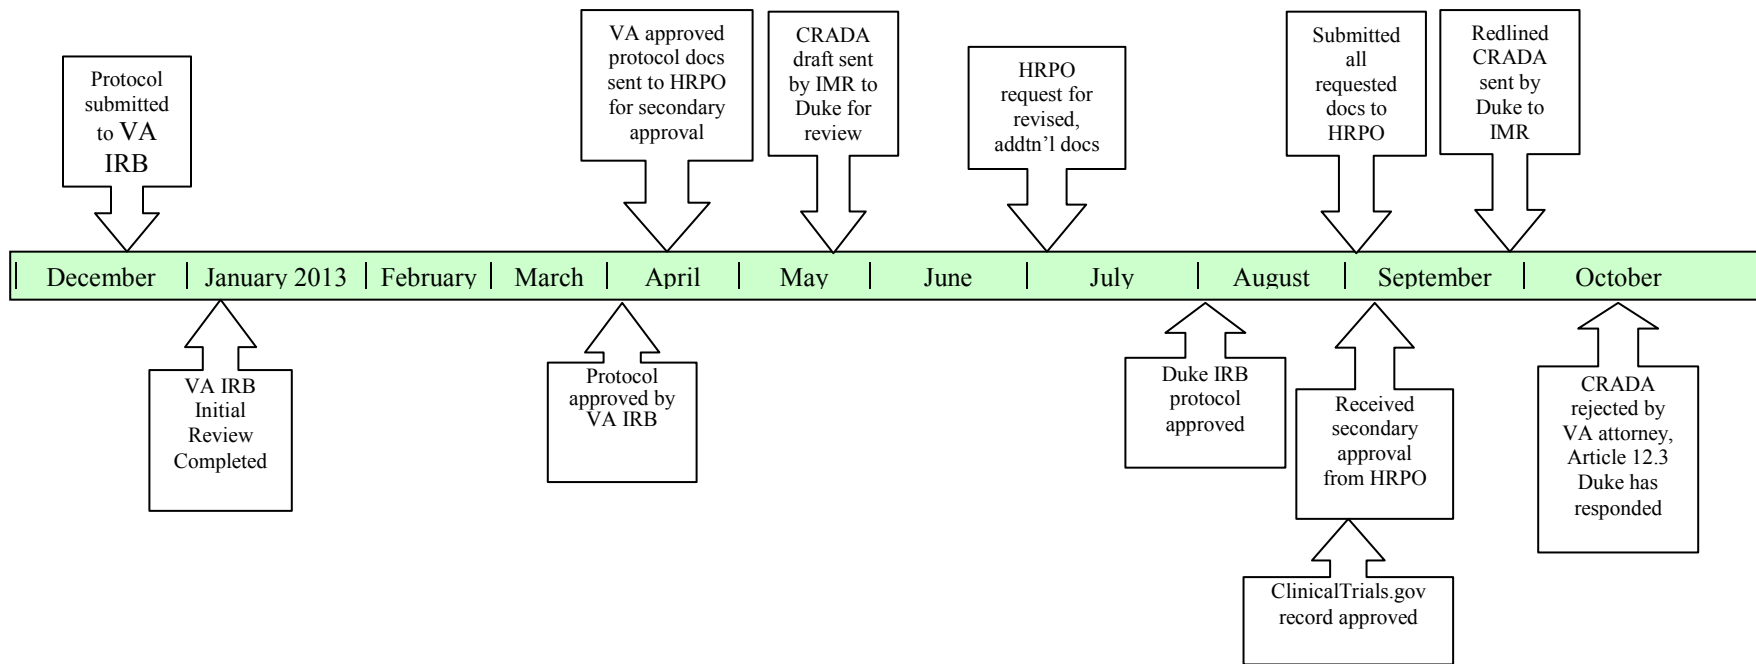 Protocol
submitted
to VA
IRB
VA approved
protocol docs
sent to HRPO
for secondary
approval
CRADA
draft sent
by IMR to
Duke for
review
HRPO
request for
revised,
addtn’l docs
Submitted
all
requested
docs to
HRPO
Redlined
CRADA
sent by
Duke to
IMR
December January 2013 February March April May June July August September October
VA IRB
Initial
Review
Completed
Protocol
approved by
VA IRB
Duke IRB
protocol
approved
Received
secondary
approval
from HRPO
CRADA
rejected by
VA attorney,
Article 12.3
Duke has
responded
ClinicalTrials.gov
record approved